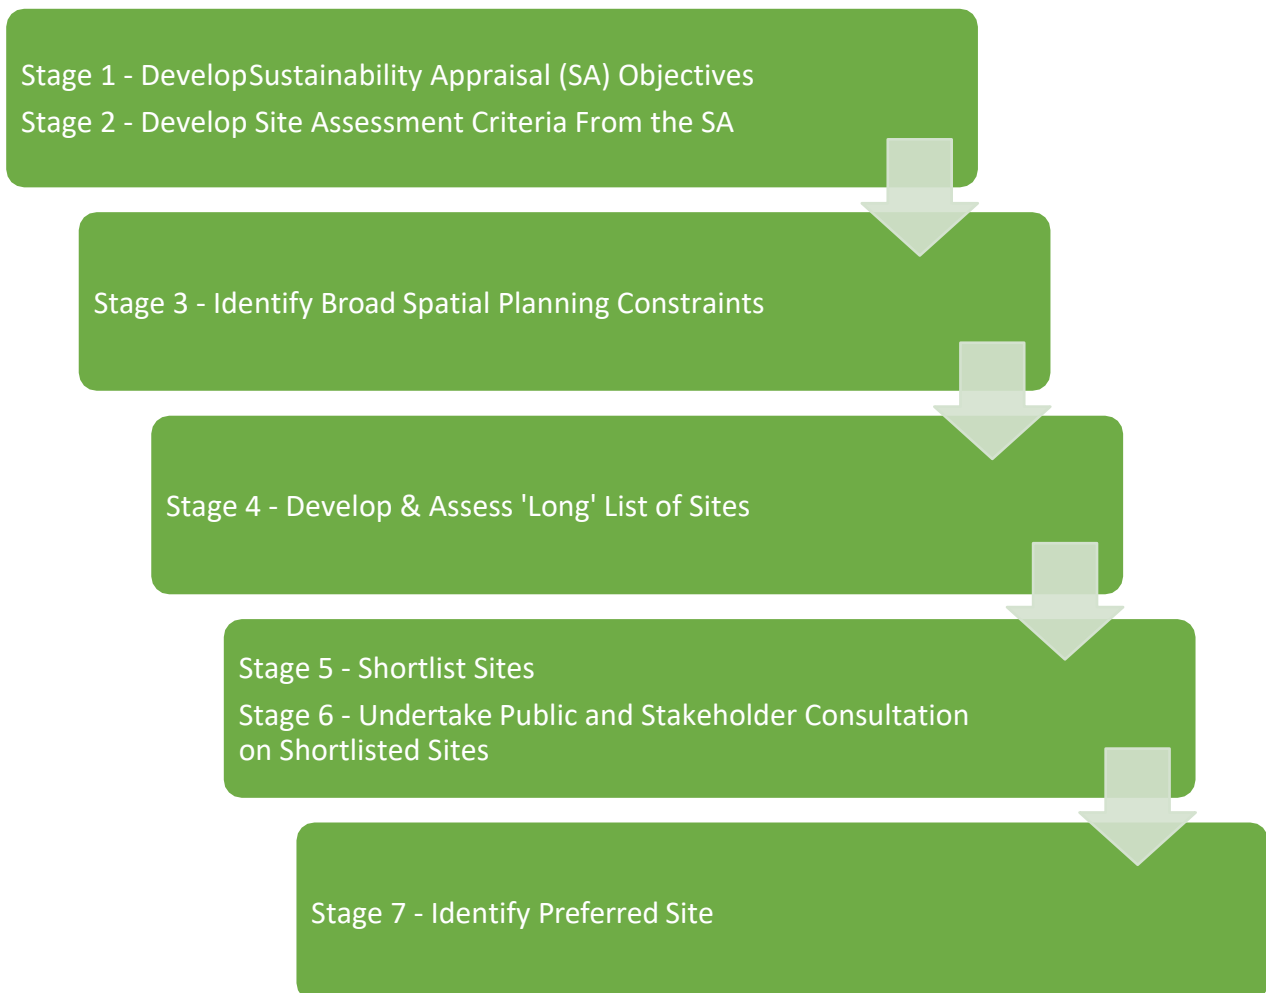 Stage 1 - DevelopSustainability Appraisal (SA) Objectives
Stage 2 - Develop Site Assessment Criteria From the SA
Stage 3 - Identify Broad Spatial Planning Constraints
Stage 4 - Develop & Assess 'Long' List of Sites
Stage 5 - Shortlist Sites
Stage 6 - Undertake Public and Stakeholder Consultation
on Shortlisted Sites
Stage 7 - Identify Preferred Site